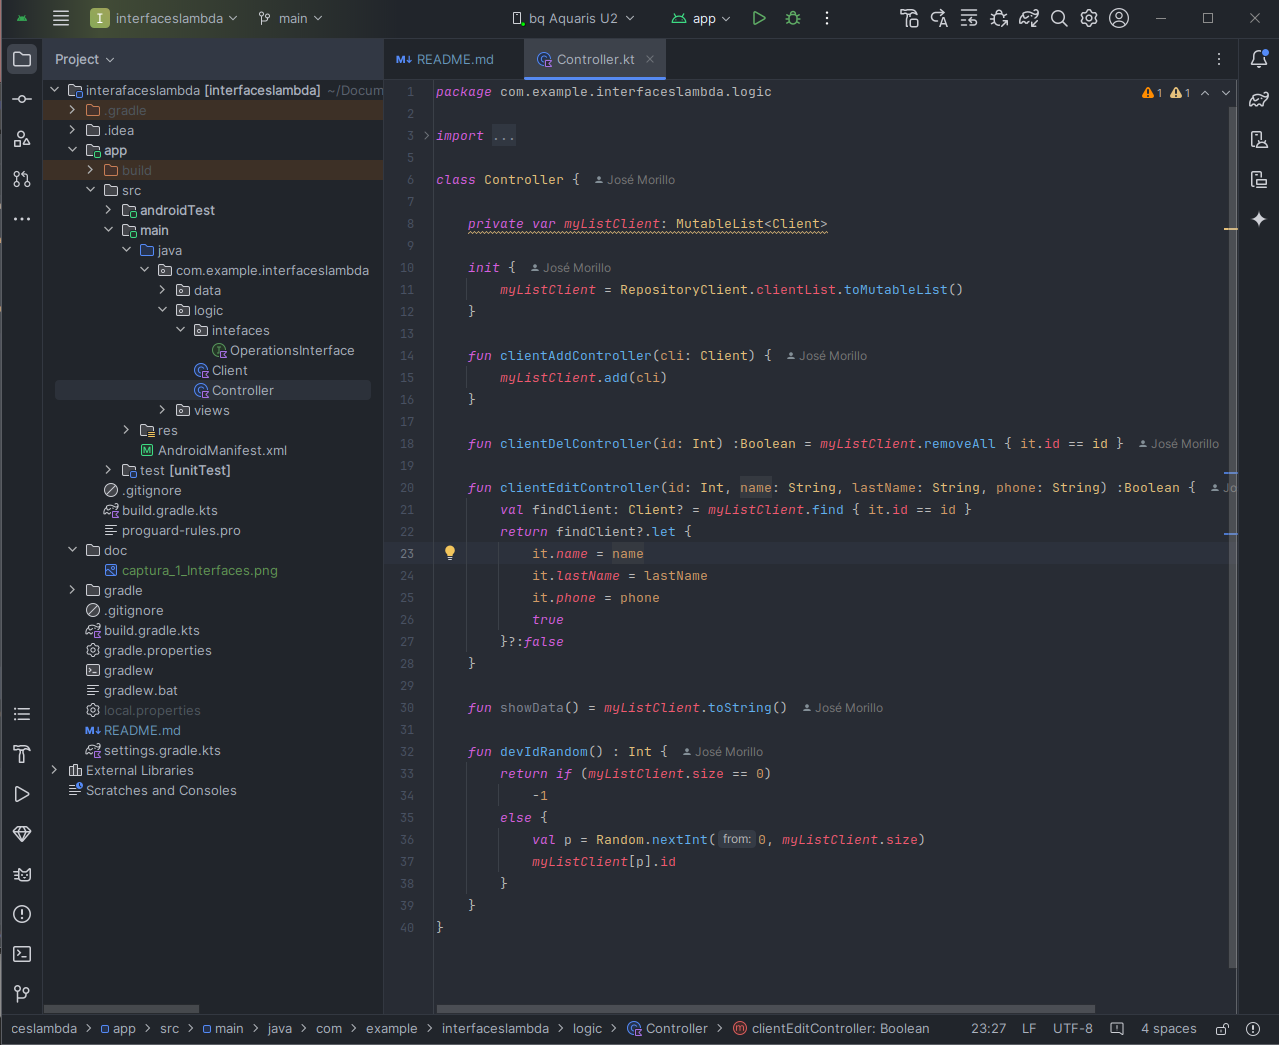 I interfaceslambda main bq Aquaris U2 app
Project
README.md
Controller.kt
interafaceslambda [interfaceslambda] ~/Docum
.gradle
.idea
app
build
src
androidTest
main
java
com.example.interfaceslambda
data
logic
intefaces
OperationsInterface
Client
Controller
views
res
AndroidManifest.xml
test [unitTest]
.gitignore
build.gradle.kts
proguard-rules.pro
doc
captura_1_Interfaces.png
gradle
.gitignore
build.gradle.kts
gradle.properties
gradlew
gradlew.bat
local.properties
README.md
settings.gradle.kts
External Libraries
Scratches and Consoles
1 package com.example.interfaceslambda.logic
1 1
2
3 import ...
5
6 class Controller { José Morillo
7
8 private var myListClient: MutableList<Client>
9
10 init { José Morillo
11 myListClient = RepositoryClient.clientList.toMutableList()
12 }
13
14 fun clientAddController(cli: Client) { José Morillo
15 myListClient.add(cli)
16 }
17
18 fun clientDelController(id: Int) :Boolean = myListClient.removeAll { it.id == id } José Morillo
19
20 fun clientEditController(id: Int, name: String, lastName: String, phone: String) :Boolean { Jo
21 val findClient: Client? = myListClient.find { it.id == id }
22 return findClient?.let {
23 it.name = name
24 it.lastName = lastName
25 it.phone = phone
26 true
27 }?:false
28 }
29
30 fun showData() = myListClient.toString() José Morillo
31
32 fun devIdRandom() : Int { José Morillo
33 return if (myListClient.size == 0)
34 -1
35 else {
36 val p = Random.nextInt( from: 0, myListClient.size)
37 myListClient[p].id
38 }
39 }
40 }
ceslambda > app > src > main > java > com > example > interfaceslambda > logic > Controller > clientEditController: Boolean 23:27 LF UTF-8 4 spaces